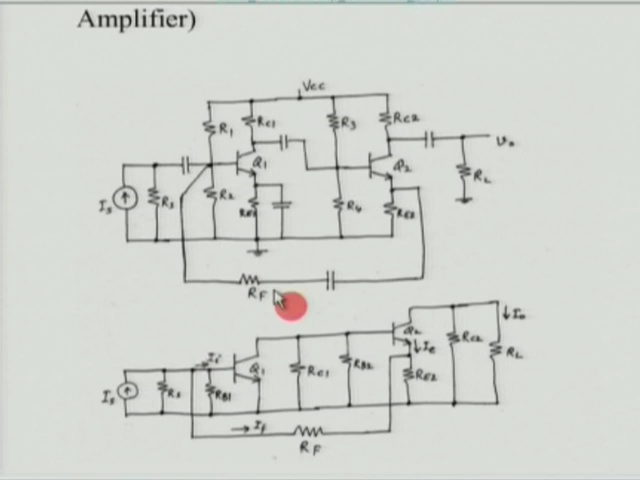 Amplifier)
Vcc
R1 Rc1 R3 Rc2
Q1 Q2 vo
Is Rs R2 RE1 R4 RE2 RL
RF
Q2 Io
Ii Q1 Ie
Is Rs RB1 Rc1 RB2 RE2 Rc2 RL
If
RF